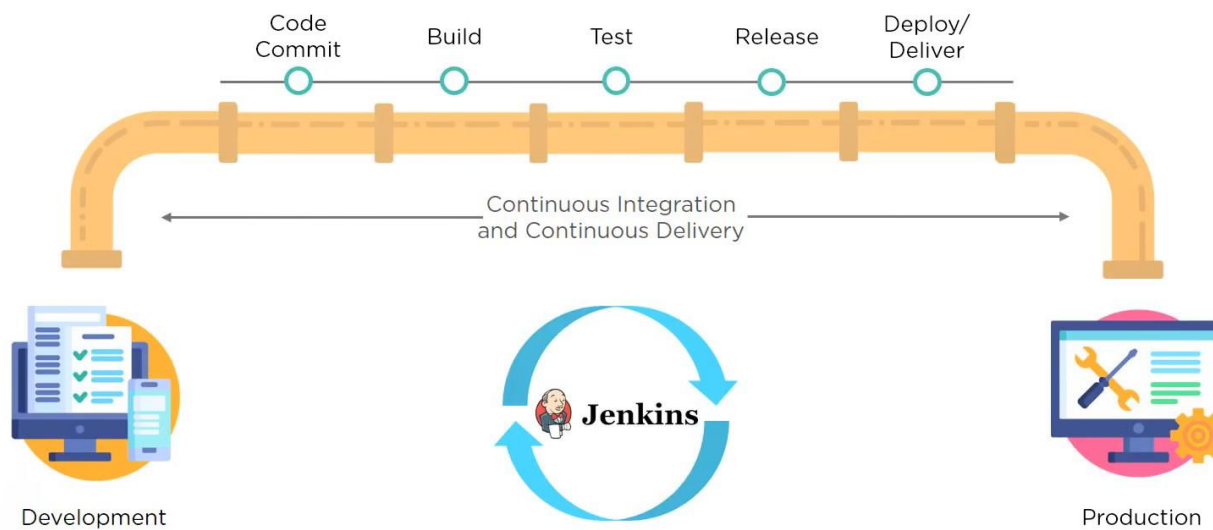 Code
Commit
Build
Test
Release
Deploy/
Deliver
Continuous Integration
and Continuous Delivery
Jenkins
Development
Production